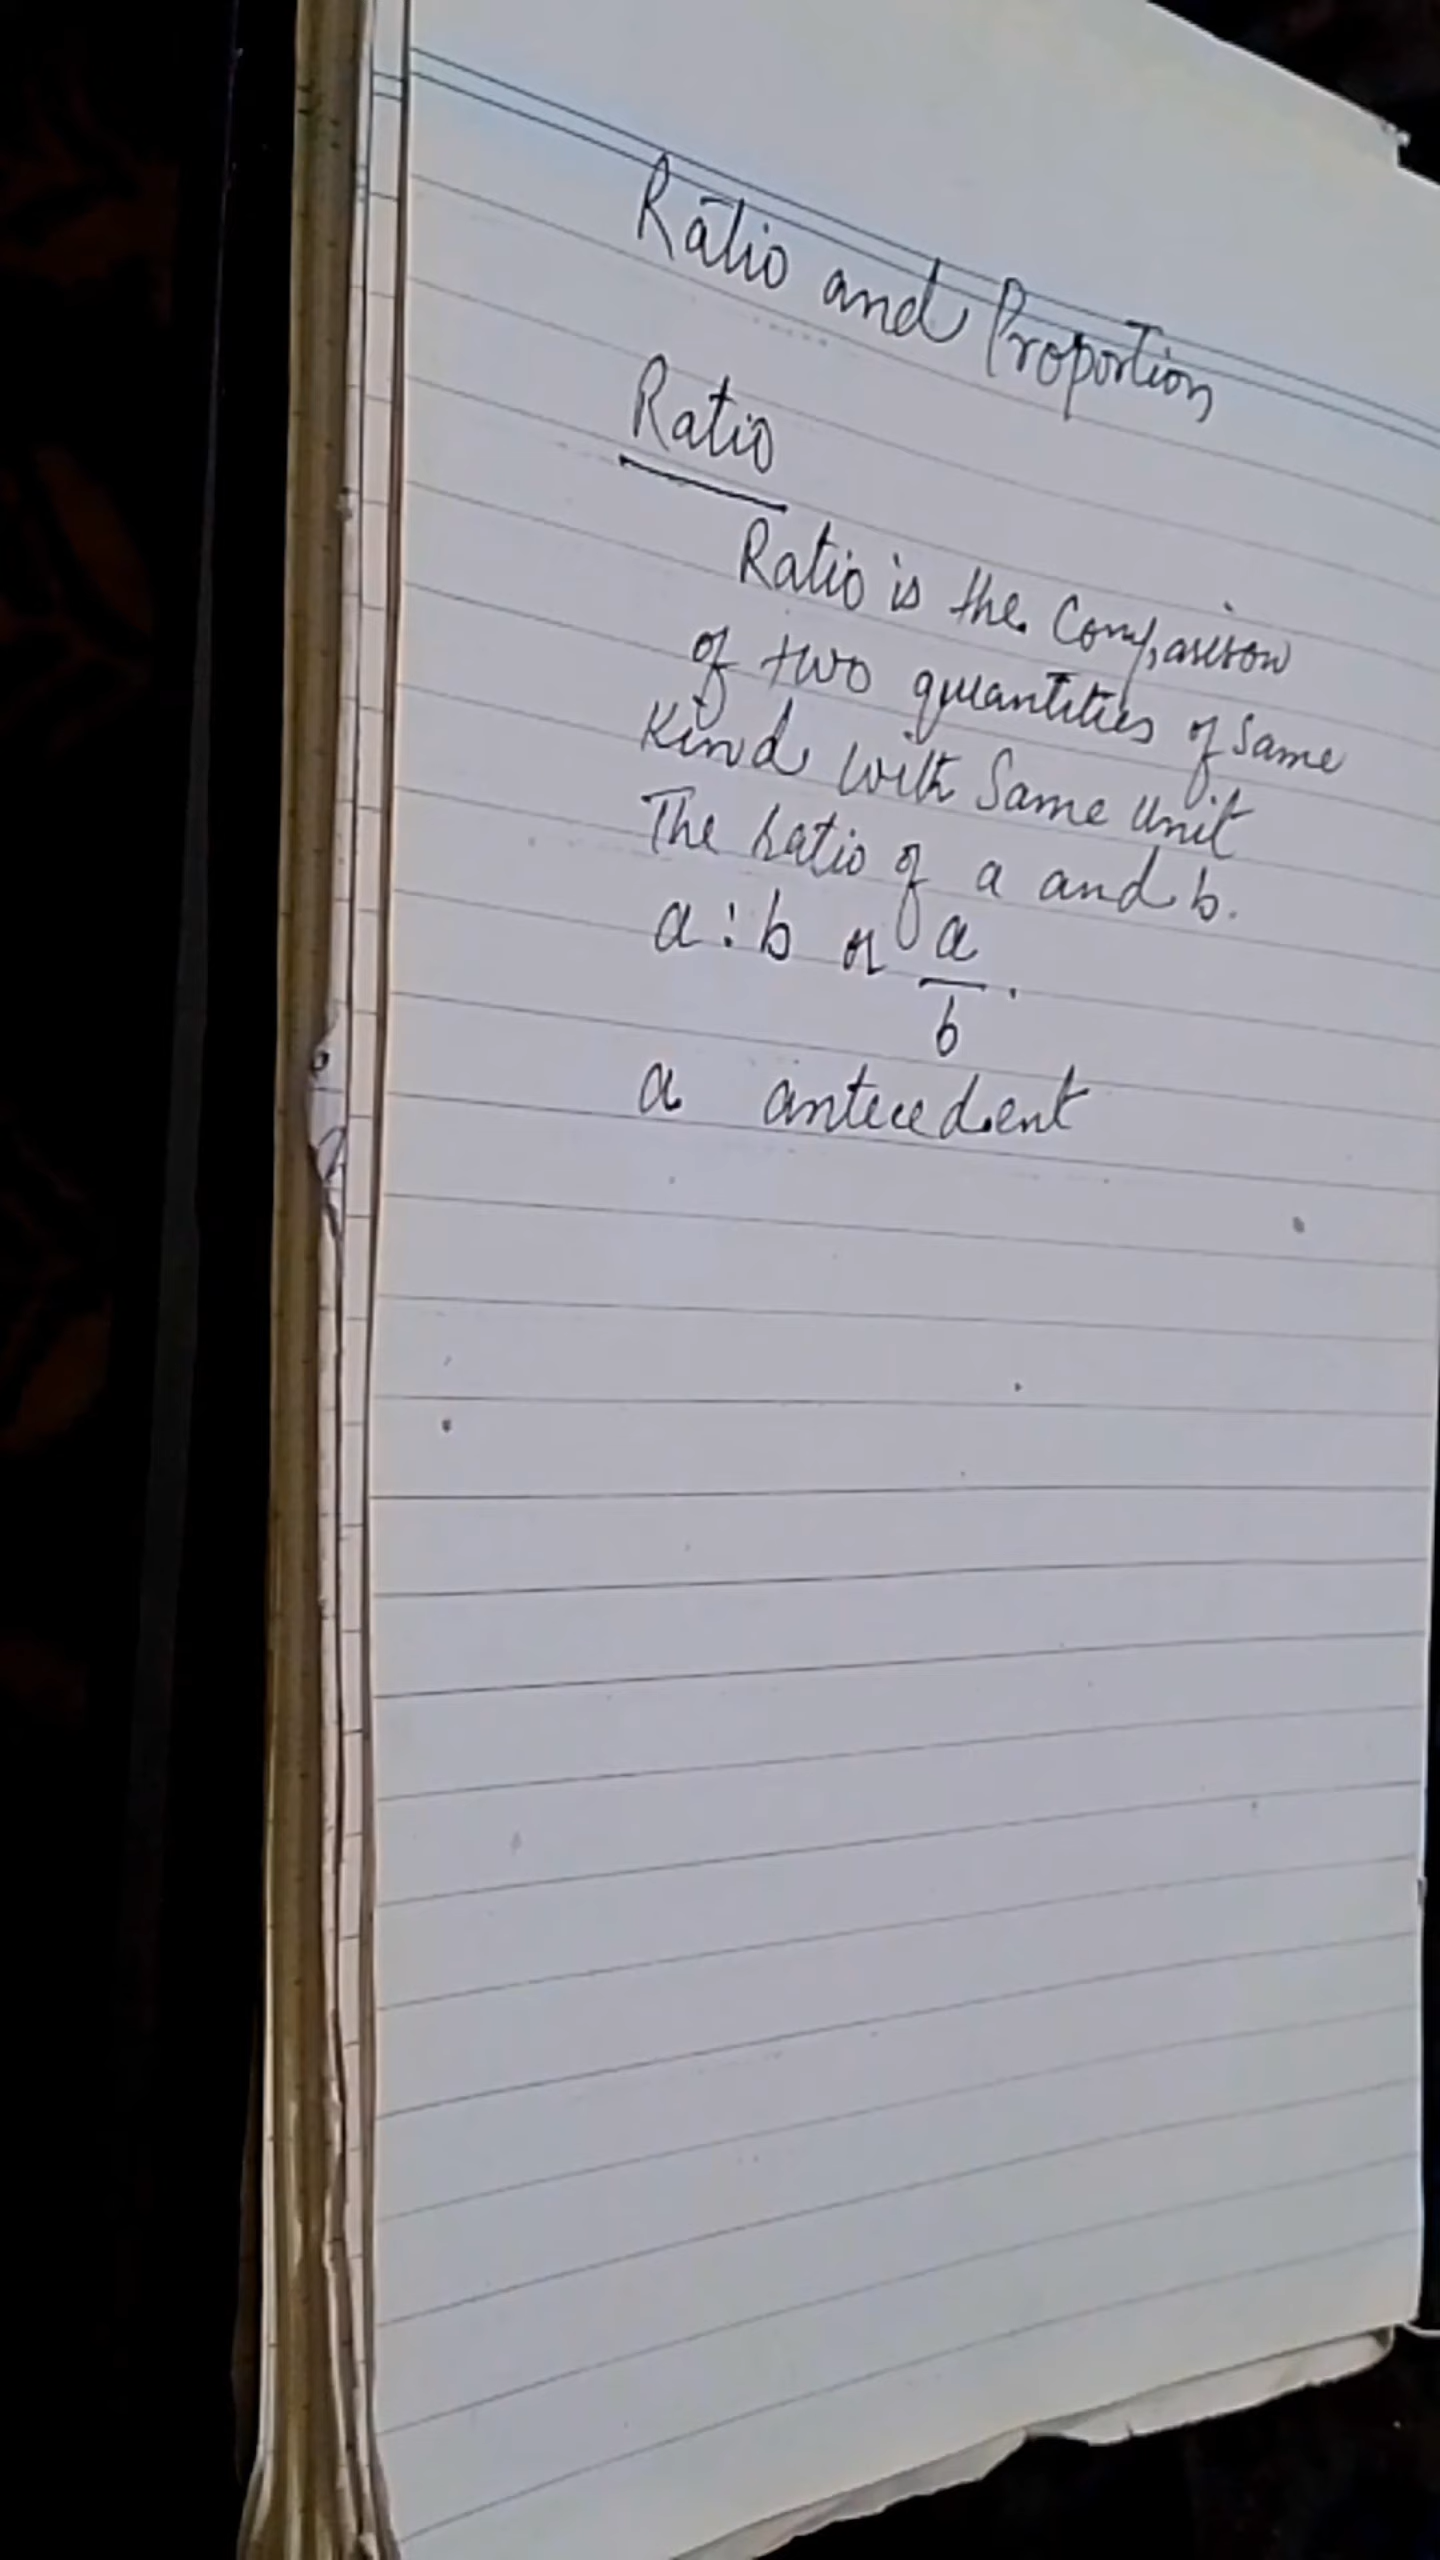 Ratio and Proportion
Ratio
Ratio is the Comparison
of two quantities of Same
Kind with Same Unit
The ratio of a and b.
a : b or a/b.
a antecedent